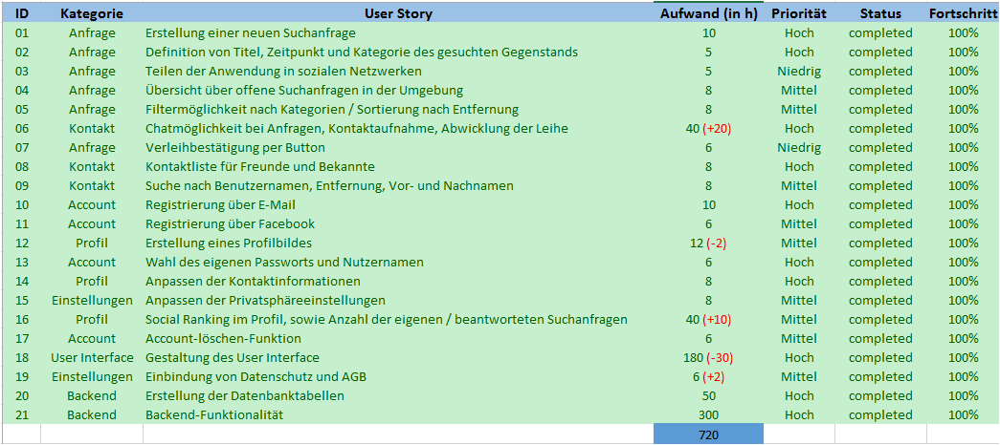 ID Kategorie User Story Aufwand (in h) Priorität Status Fortschritt
01 Anfrage Erstellung einer neuen Suchanfrage 10 Hoch completed 100%
02 Anfrage Definition von Titel, Zeitpunkt und Kategorie des gesuchten Gegenstands 5 Hoch completed 100%
03 Anfrage Teilen der Anwendung in sozialen Netzwerken 5 Niedrig completed 100%
04 Anfrage Übersicht über offene Suchanfragen in der Umgebung 8 Mittel completed 100%
05 Anfrage Filtermöglichkeit nach Kategorien / Sortierung nach Entfernung 8 Mittel completed 100%
06 Kontakt Chatmöglichkeit bei Anfragen, Kontaktaufnahme, Abwicklung der Leihe 40 (+20) Hoch completed 100%
07 Anfrage Verleihbestätigung per Button 6 Niedrig completed 100%
08 Kontakt Kontaktliste für Freunde und Bekannte 8 Hoch completed 100%
09 Kontakt Suche nach Benutzernamen, Entfernung, Vor- und Nachnamen 8 Mittel completed 100%
10 Account Registrierung über E-Mail 10 Hoch completed 100%
11 Account Registrierung über Facebook 6 Mittel completed 100%
12 Profil Erstellung eines Profilbildes 12 (-2) Mittel completed 100%
13 Account Wahl des eigenen Passworts und Nutzernamen 6 Hoch completed 100%
14 Profil Anpassen der Kontaktinformationen 8 Hoch completed 100%
15 Einstellungen Anpassen der Privatsphäreeinstellungen 8 Mittel completed 100%
16 Profil Social Ranking im Profil, sowie Anzahl der eigenen / beantworteten Suchanfragen 40 (+10) Mittel completed 100%
17 Account Account-löschen-Funktion 6 Mittel completed 100%
18 User Interface Gestaltung des User Interface 180 (-30) Hoch completed 100%
19 Einstellungen Einbindung von Datenschutz und AGB 6 (+2) Mittel completed 100%
20 Backend Erstellung der Datenbanktabellen 50 Hoch completed 100%
21 Backend Backend-Funktionalität 300 Hoch completed 100%
720